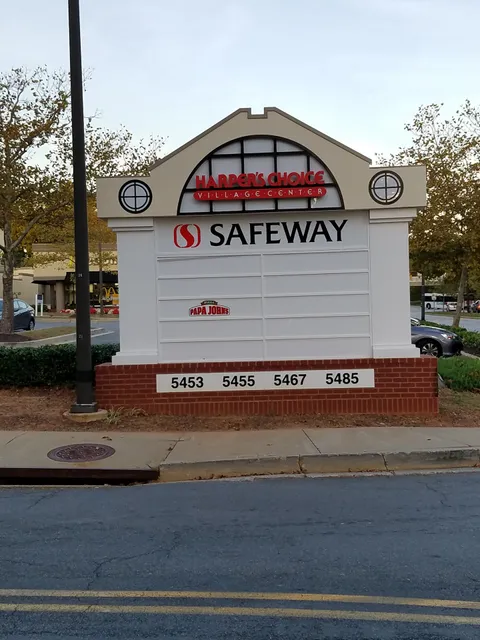 HARPER'S CHOICE
VILLAGE CENTER
SAFEWAY
PAPA JOHNS
5453 5455 5467 5485